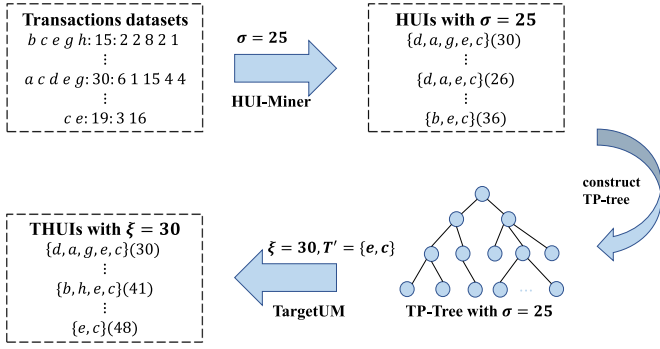 Transactions datasets
b c e g h: 15: 2 2 8 2 1
⋮
a c d e g: 30: 6 1 15 4 4
⋮
c e: 19: 3 16
σ = 25
HUI-Miner
HUIs with σ = 25
{d, a, g, e, c}(30)
⋮
{d, a, e, c}(26)
⋮
{b, e, c}(36)
construct
TP-tree
THUIs with ξ = 30
{d, a, g, e, c}(30)
⋮
{b, h, e, c}(41)
⋮
{e, c}(48)
ξ = 30, T′ = {e, c}
TargetUM
...
TP-Tree with σ = 25